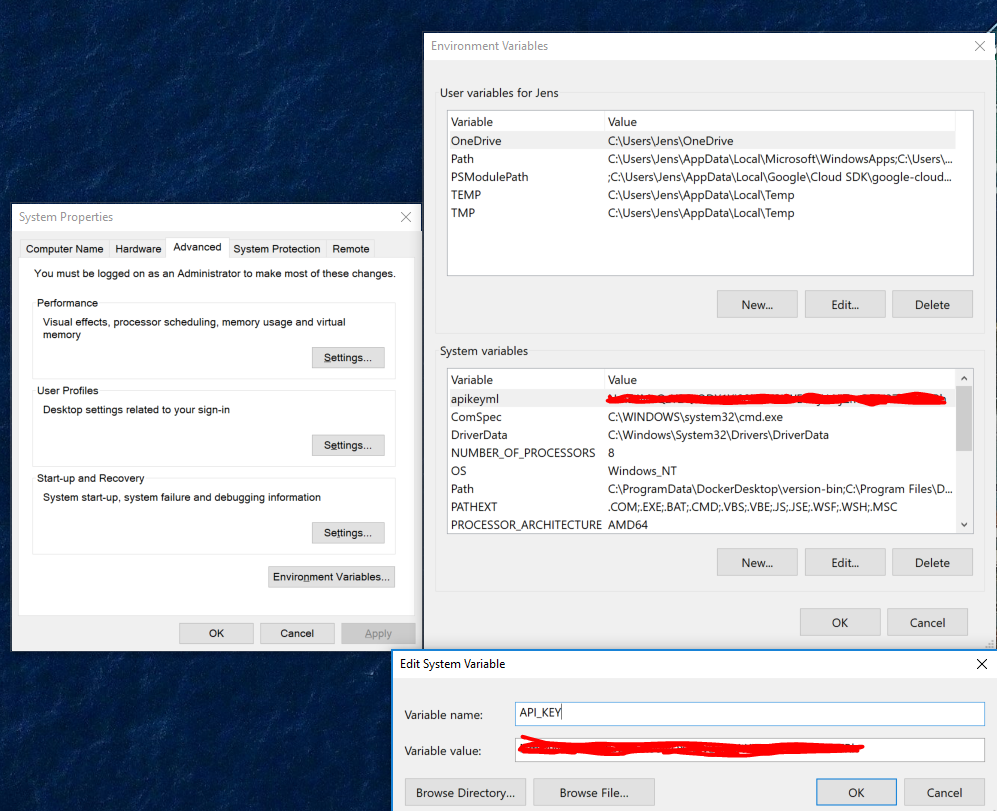 Environment Variables
User variables for Jens
Variable Value
OneDrive C:\Users\Jens\OneDrive
Path C:\Users\Jens\AppData\Local\Microsoft\WindowsApps;C:\Users\...
PSModulePath ;C:\Users\Jens\AppData\Local\Google\Cloud SDK\google-cloud...
TEMP C:\Users\Jens\AppData\Local\Temp
TMP C:\Users\Jens\AppData\Local\Temp
New... Edit... Delete
System variables
Variable Value
apikeyml
ComSpec C:\WINDOWS\system32\cmd.exe
DriverData C:\Windows\System32\Drivers\DriverData
NUMBER_OF_PROCESSORS 8
OS Windows_NT
Path C:\ProgramData\DockerDesktop\version-bin;C:\Program Files\D...
PATHEXT .COM;.EXE;.BAT;.CMD;.VBS;.VBE;.JS;.JSE;.WSF;.WSH;.MSC
PROCESSOR_ARCHITECTURE AMD64
New... Edit... Delete
OK Cancel
System Properties
Computer Name Hardware Advanced System Protection Remote
You must be logged on as an Administrator to make most of these changes.
Performance
Visual effects, processor scheduling, memory usage and virtual
memory
Settings...
User Profiles
Desktop settings related to your sign-in
Settings...
Start-up and Recovery
System start-up, system failure and debugging information
Settings...
Environment Variables...
OK Cancel Apply
Edit System Variable
Variable name: API_KEY
Variable value:
Browse Directory... Browse File... OK Cancel